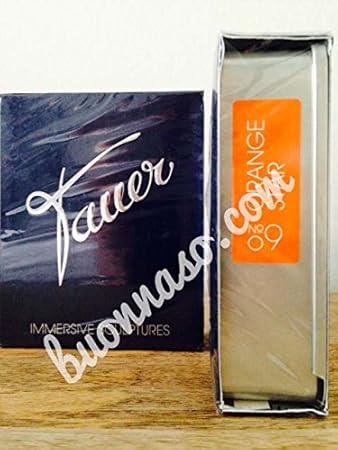 Tauer
IMMERSIVE SCULPTURES
ORANGE
STAR
Nº
09
buonnaso.com